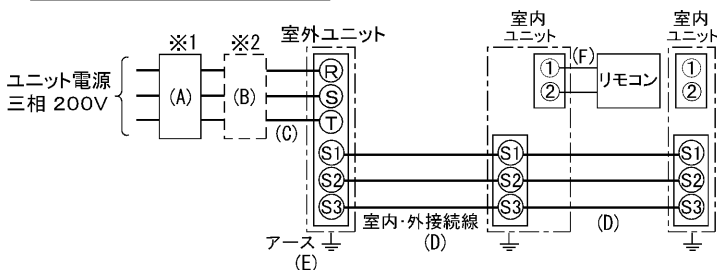 ※1
※2
室外ユニット
室内
ユニット
室内
ユニット
ユニット電源
三相 200V
(A)
(B)
(C)
R
S
T
S1
S2
S3
アース
(E)
室内・外接続線
(D)
①
②
(F)
リモコン
S1
S2
S3
(D)
①
②
S1
S2
S3